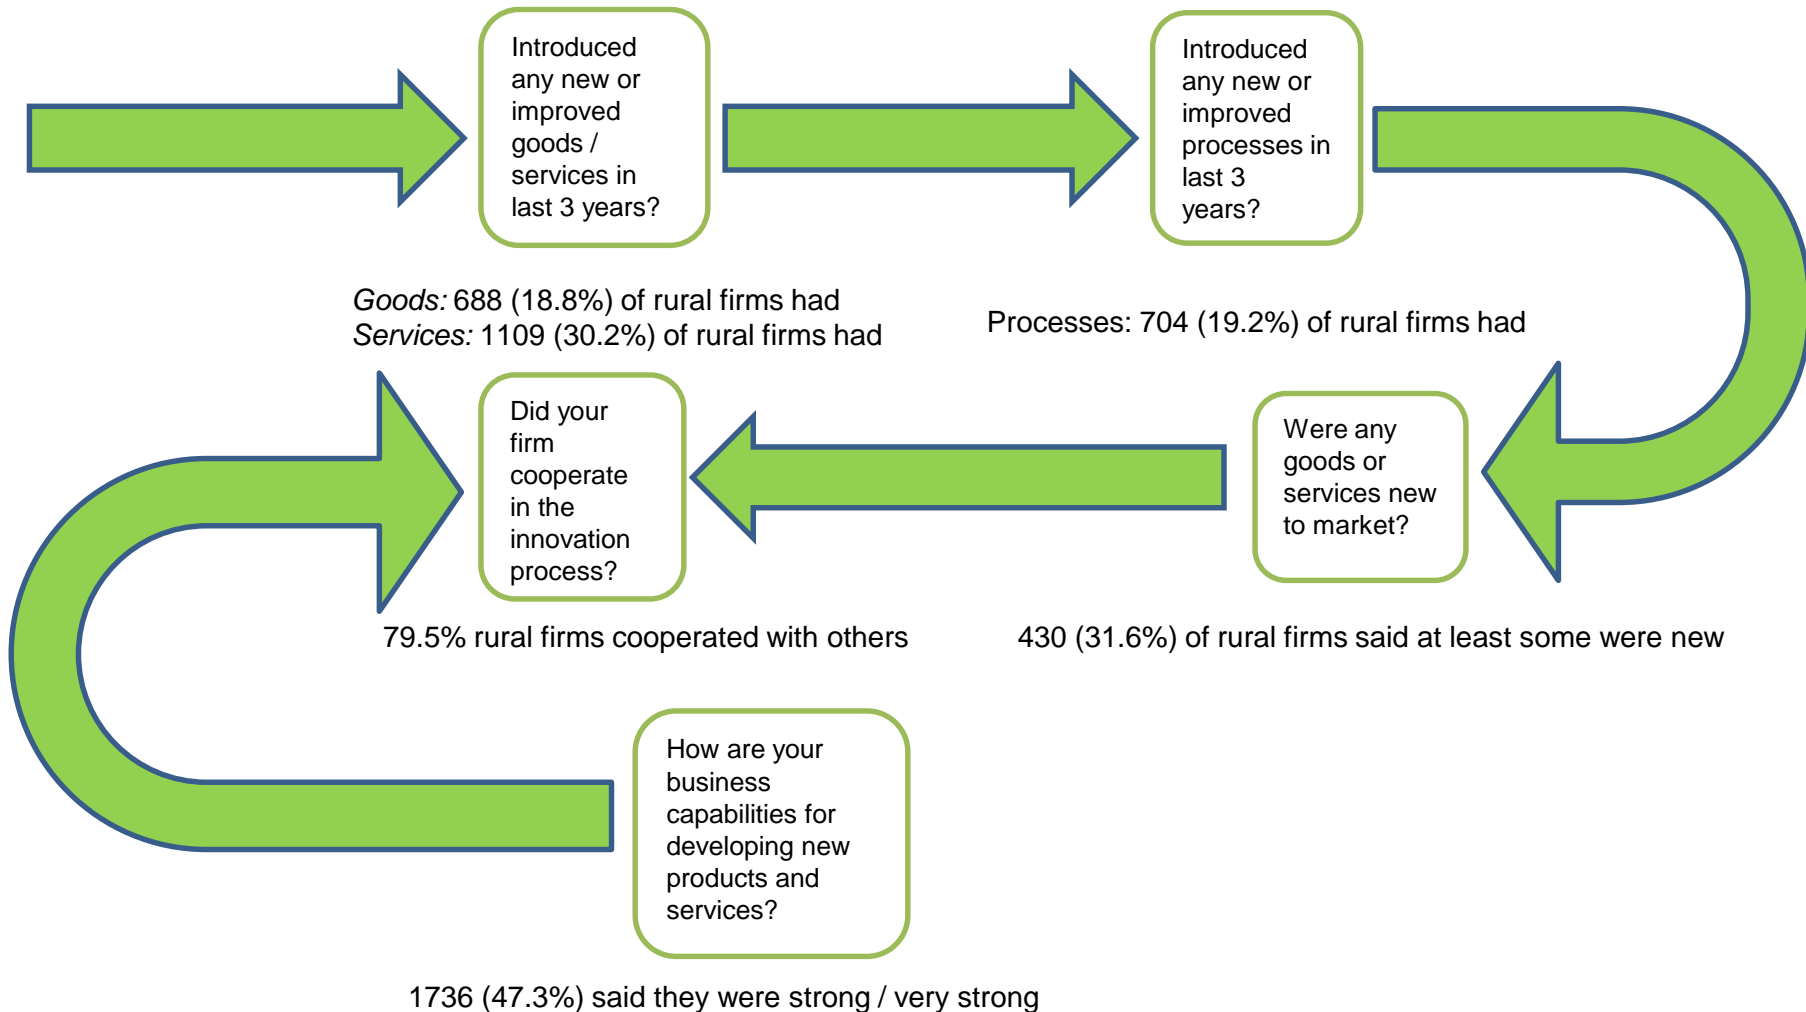 Introduced
any new or
improved
goods /
services in
last 3 years?
Introduced
any new or
improved
processes in
last 3
years?
Goods: 688 (18.8%) of rural firms had
Services: 1109 (30.2%) of rural firms had
Processes: 704 (19.2%) of rural firms had
Were any
goods or
services new
to market?
430 (31.6%) of rural firms said at least some were new
Did your
firm
cooperate
in the
innovation
process?
79.5% rural firms cooperated with others
How are your
business
capabilities for
developing new
products and
services?
1736 (47.3%) said they were strong / very strong